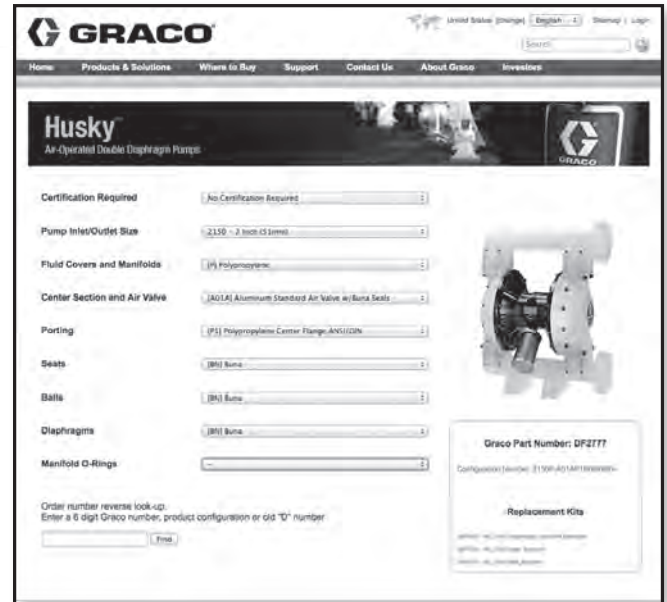 GRACO
United States [change] English Sitemap | Login
Search
Home Products & Solutions Where to Buy Support Contact Us About Graco Investors
Husky™
Air-Operated Double Diaphragm Pumps
GRACO
Certification Required No Certification Required
Pump Inlet/Outlet Size 2150 - 2 inch (51mm)
Fluid Covers and Manifolds [P] Polypropylene
Center Section and Air Valve [A01A] Aluminum Standard Air Valve w/Buna Seals
Porting [P1] Polypropylene Center Flange, ANSI/DIN
Seats [BN] Buna
Balls [BN] Buna
Diaphragms [BN] Buna
Manifold O-Rings --
Graco Part Number: DF2777
Configuration Number:
Replacement Kits
Order number reverse look-up.
Enter a 6 digit Graco number, product configuration or old "D" number
Find